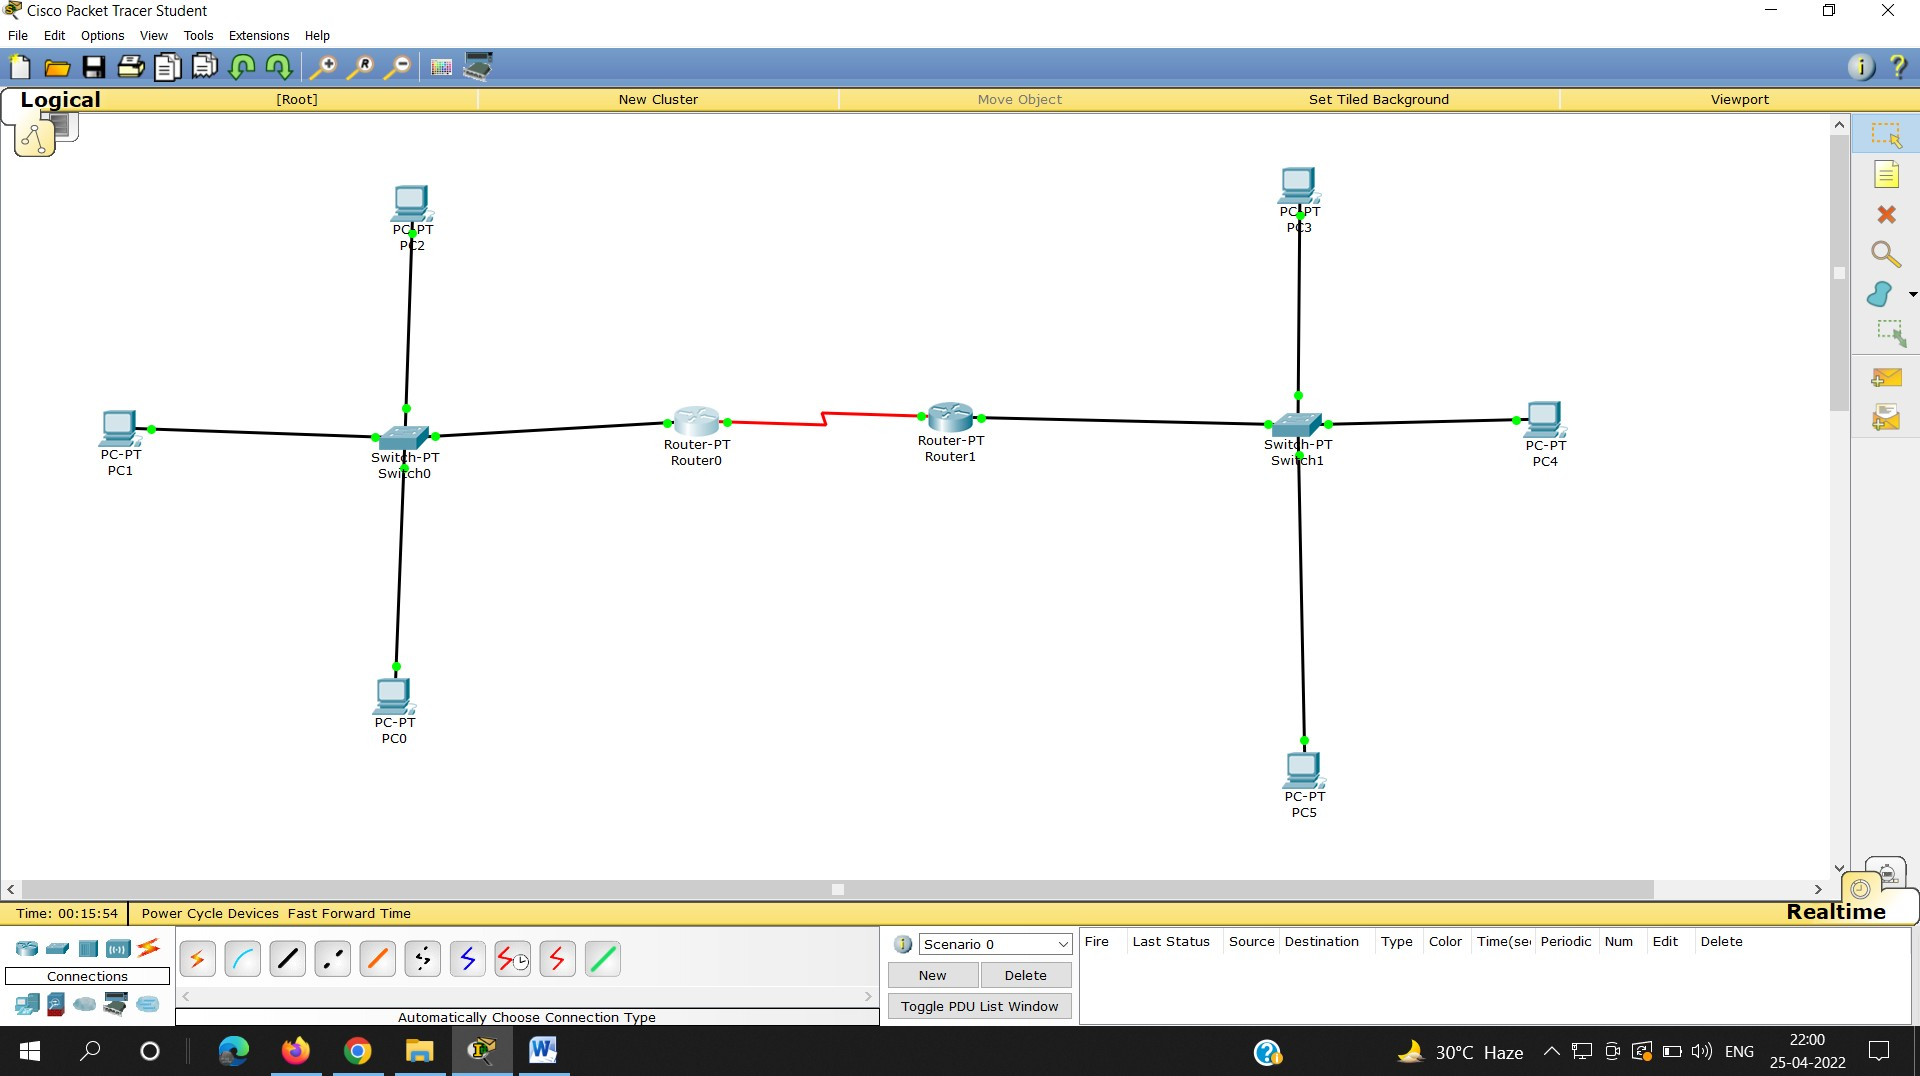 Cisco Packet Tracer Student
File Edit Options View Tools Extensions Help
Logical [Root] New Cluster Move Object Set Tiled Background Viewport
PC-PT
PC2
PC-PT
PC3
PC-PT
PC1
Switch-PT
Switch0
Router-PT
Router0
Router-PT
Router1
Switch-PT
Switch1
PC-PT
PC4
PC-PT
PC0
PC-PT
PC5
Time: 00:15:54 Power Cycle Devices Fast Forward Time Realtime
Connections
Automatically Choose Connection Type
Scenario 0
New Delete
Toggle PDU List Window
Fire Last Status Source Destination Type Color Time(se Periodic Num Edit Delete
30°C Haze ENG 22:00
25-04-2022